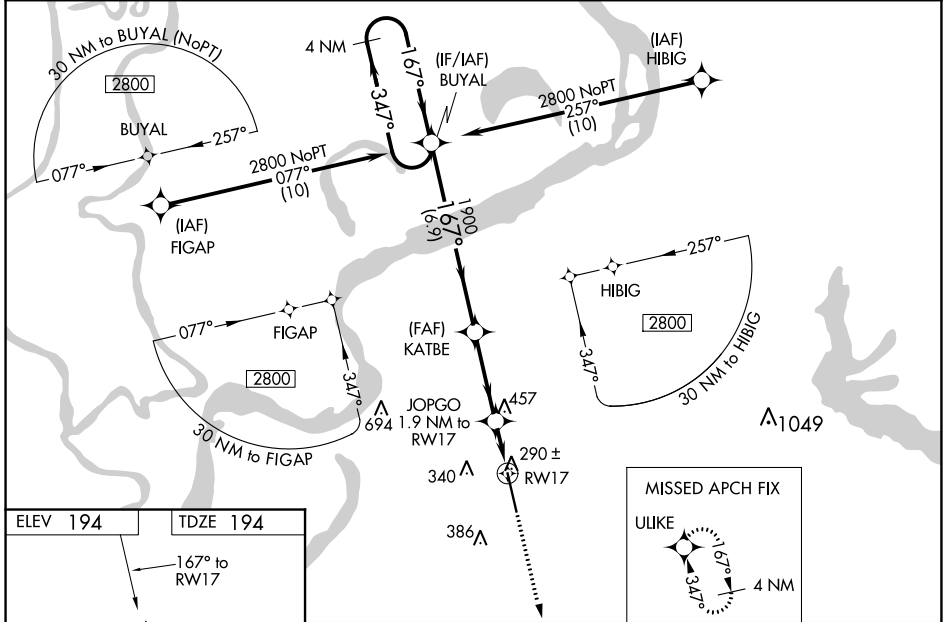 30 NM to BUYAL (NoPT)
2800
BUYAL
077°
257°
4 NM
347°
167°
(IF/IAF)
BUYAL
(IAF)
HIBIG
2800 NoPT
257°
(10)
2800 NoPT
077°
(10)
(IAF)
FIGAP
1900
167°
(6.9)
077°
FIGAP
2800
347°
30 NM to FIGAP
257°
HIBIG
2800
347°
30 NM to HIBIG
(FAF)
KATBE
694
JOPGO
1.9 NM to
RW17
457
1049
340
290 ±
RW17
386
MISSED APCH FIX
ULIKE
167°
347°
4 NM
ELEV 194
TDZE 194
167° to
RW17